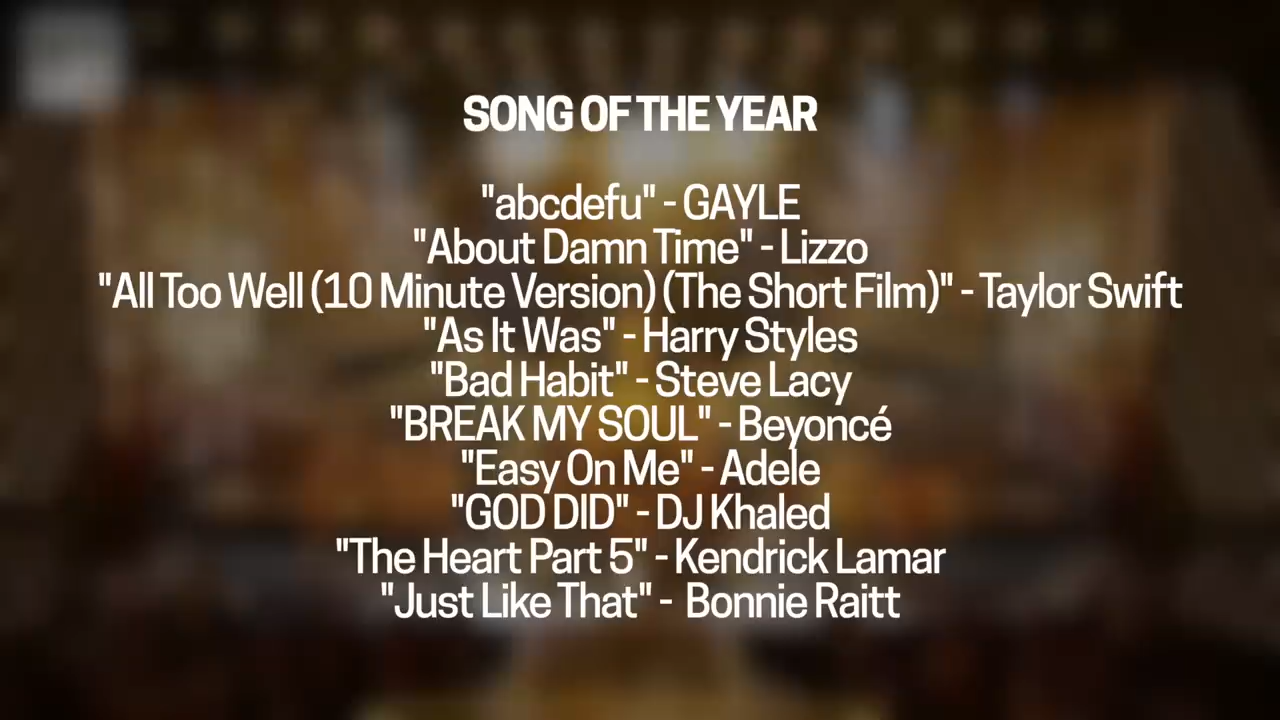 SONG OF THE YEAR
"abcdefu" - GAYLE
"About Damn Time" - Lizzo
"All Too Well (10 Minute Version) (The Short Film)" - Taylor Swift
"As It Was" - Harry Styles
"Bad Habit" - Steve Lacy
"BREAK MY SOUL" - Beyoncé
"Easy On Me" - Adele
"GOD DID" - DJ Khaled
"The Heart Part 5" - Kendrick Lamar
"Just Like That" - Bonnie Raitt